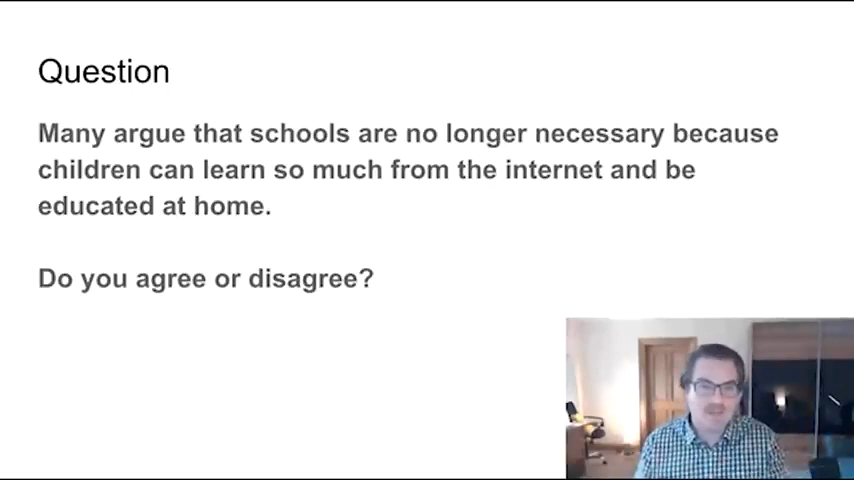 Question
Many argue that schools are no longer necessary because
children can learn so much from the internet and be
educated at home.
Do you agree or disagree?